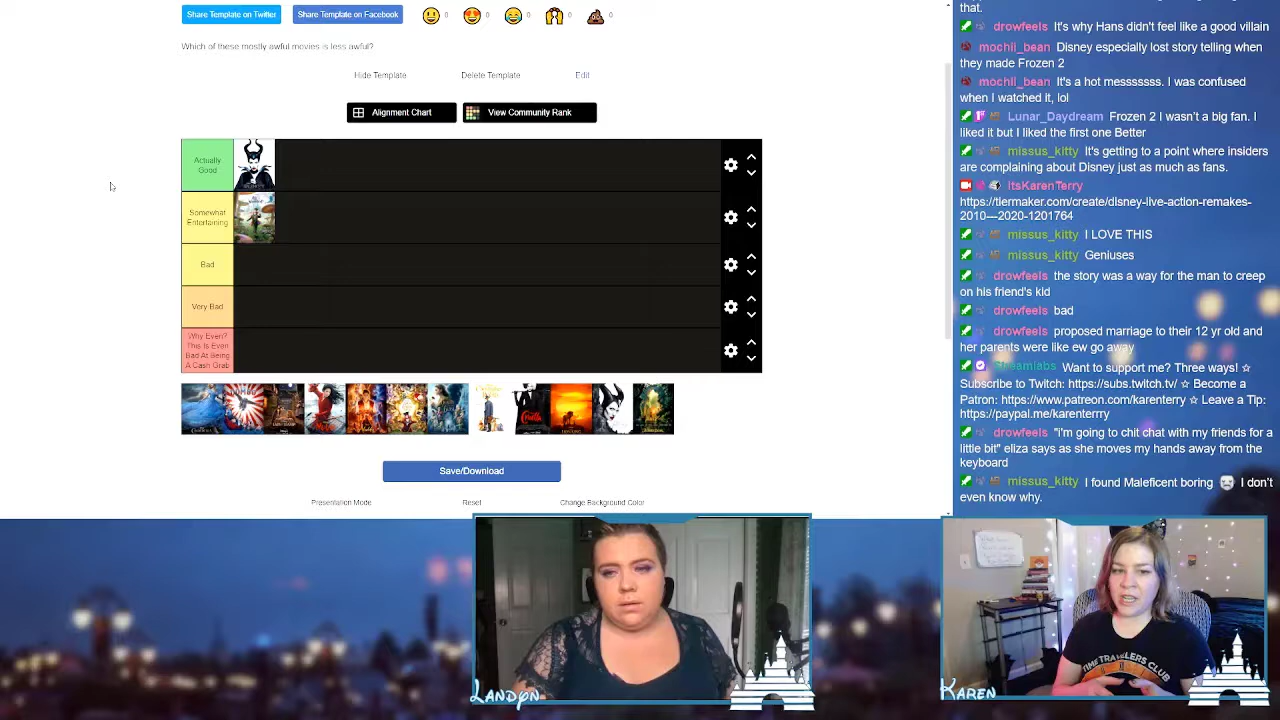 Share Template on Twitter
Share Template on Facebook
0
0
0
0
0
Which of these mostly awful movies is less awful?
Hide Template
Delete Template
Edit
Alignment Chart
View Community Rank
Actually
Good
Somewhat
Entertaining
Bad
Very Bad
Why Even?
This Is Even
Bad At Being
A Cash Grab
Save/Download
Presentation Mode
Reset
Change Background Color
that.
drowfeels It's why Hans didn't feel like a good villain
mochii_bean Disney especially lost story telling
when they made Frozen 2
mochii_bean It's a hot messssssss. I was confused
when I watched it, lol
Lunar_Daydream Frozen 2 I wasn't a big fan. I
liked it but I liked the first one Better
missus_kitty It's getting to a point where insiders
are complaining about Disney just as much as fans.
ItsKarenTerry
https://tiermaker.com/create/disney-live-action-remakes-
2010---2020-1201764
missus_kitty I LOVE THIS
missus_kitty Geniuses
drowfeels the story was a way for the man to creep
on his friend's kid
drowfeels bad
drowfeels proposed marriage to their 12 yr old and
her parents were like ew go away
Streamlabs Want to support me? Three ways! ☆
Subscribe to Twitch: https://subs.twitch.tv / ☆ Become a
Patron: https://www.patreon.com/karenterry ☆ Leave a Tip:
https://paypal.me/karenterrry
drowfeels "I'm going to chit chat with my friends for a
little bit" eliza says as she moves my hands away from the
keyboard
missus_kitty I found Maleficent boring 💀 I don't
even know why.
TIME TRAVELERS CLUB
Landyn
Karen